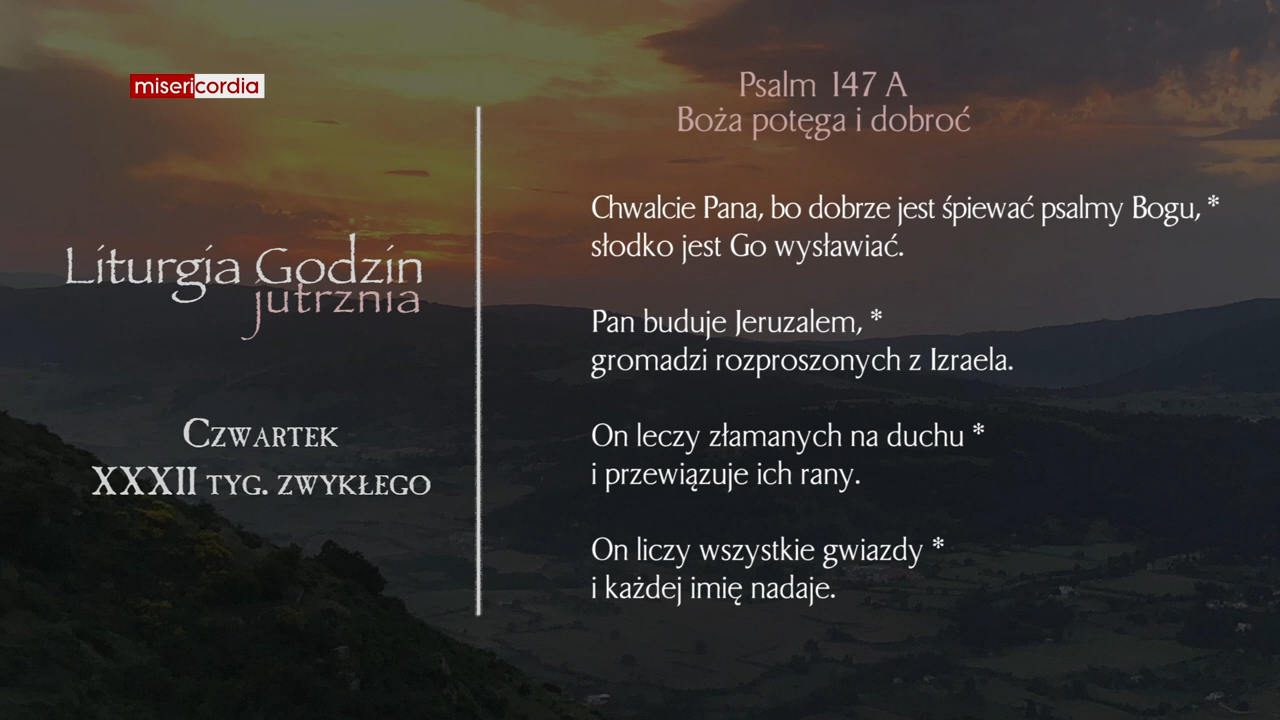 misericordia
Liturgia Godzin
jutrznia
Czwartek
XXXII tyg. zwykłego
Psalm 147 A
Boża potęga i dobroć
Chwalcie Pana, bo dobrze jest śpiewać psalmy Bogu, *
słodko jest Go wysławiać.
Pan buduje Jeruzalem, *
gromadzi rozproszonych z Izraela.
On leczy złamanych na duchu *
i przewiązuje ich rany.
On liczy wszystkie gwiazdy *
i każdej imię nadaje.